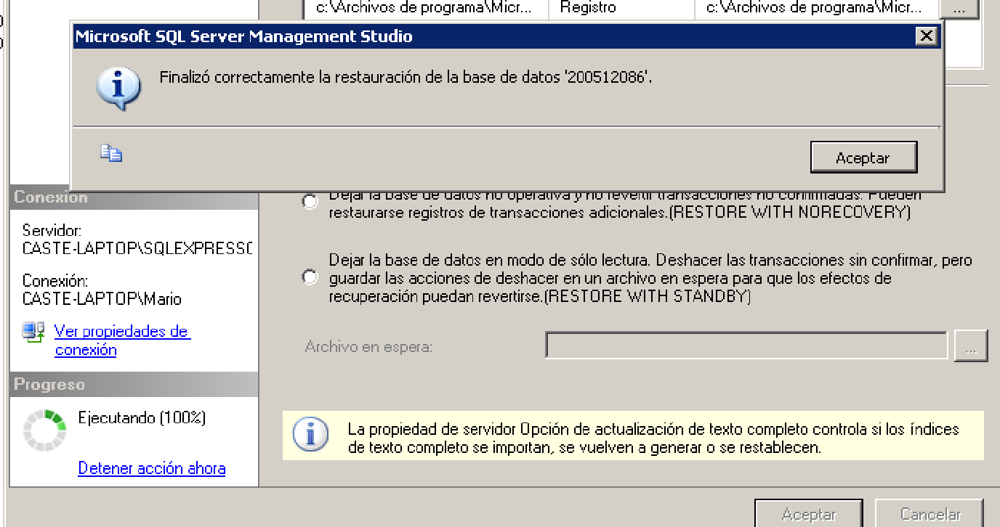 c:\Archivos de programa\Micr... Registro c:\Archivos de programa\Micr... ...
Microsoft SQL Server Management Studio
Finalizó correctamente la restauración de la base de datos '200512086'.
Aceptar
Conexión
Servidor:
CASTE-LAPTOP\SQLEXPRESSO
Conexión:
CASTE-LAPTOP\Mario
Ver propiedades de
conexión
Progreso
Ejecutando (100%)
Detener acción ahora
Dejar la base de datos no operativa y no revertir transacciones no confirmadas. Pueden
restaurarse registros de transacciones adicionales.(RESTORE WITH NORECOVERY)
Dejar la base de datos en modo de sólo lectura. Deshacer las transacciones sin confirmar, pero
guardar las acciones de deshacer en un archivo en espera para que los efectos de
recuperación puedan revertirse.(RESTORE WITH STANDBY)
Archivo en espera: ...
La propiedad de servidor Opción de actualización de texto completo controla si los índices
de texto completo se importan, se vuelven a generar o se restablecen.
Aceptar Cancelar